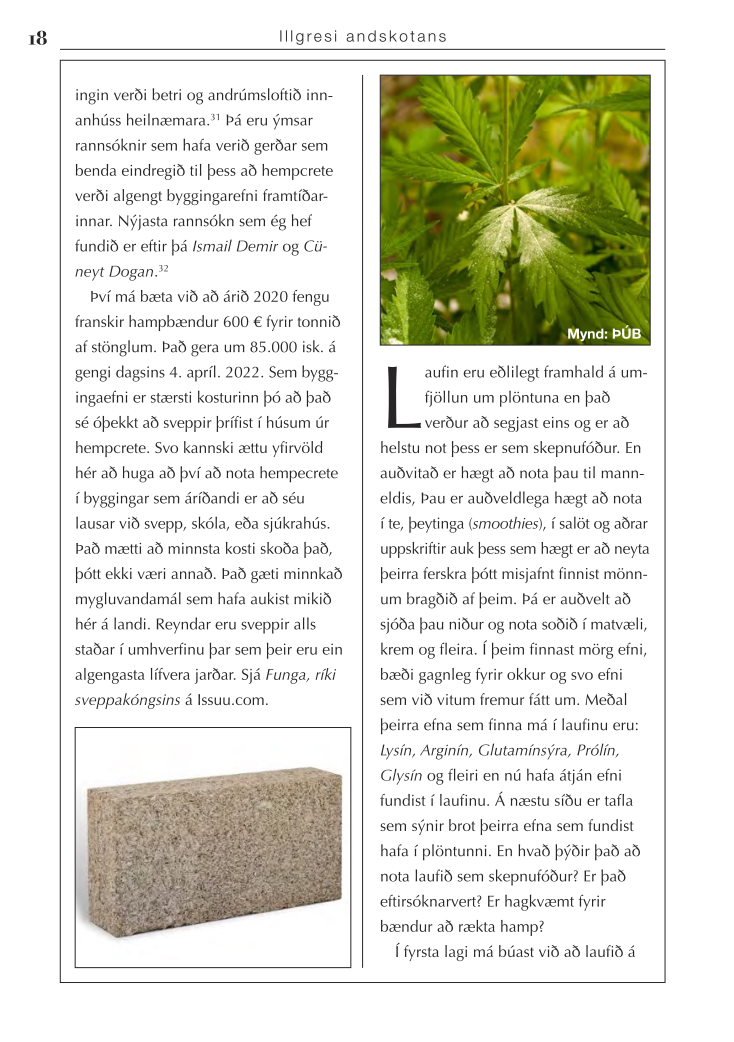 18
Illgresi andskotans
ingin verði betri og andrúmsloftið inn-
anhúss heilnæmara.31 Þá eru ýmsar
rannsóknir sem hafa verið gerðar sem
benda eindregið til þess að hempcrete
verði algengt byggingarefni framtíðar-
innar. Nýjasta rannsókn sem ég hef
fundið er eftir þá Ismail Demir og Cü-
neyt Dogan.32
Því má bæta við að árið 2020 fengu
franskir hampbændur 600 € fyrir tonnið
af stönglum. Það gera um 85.000 isk. á
gengi dagsins 4. apríl. 2022. Sem bygg-
ingaefni er stærsti kosturinn þó að það
sé óþekkt að sveppir þrífist í húsum úr
hempcrete. Svo kannski ættu yfirvöld
hér að huga að því að nota hempecrete
í byggingar sem áríðandi er að séu
lausar við svepp, skóla, eða sjúkrahús.
Það mætti að minnsta kosti skoða það,
þótt ekki væri annað. Það gæti minnkað
mygluvandamál sem hafa aukist mikið
hér á landi. Reyndar eru sveppir alls
staðar í umhverfinu þar sem þeir eru ein
algengasta lífvera jarðar. Sjá Funga, ríki
sveppakóngsins á Issuu.com.
Mynd: ÞÚB
Laufin eru eðlilegt framhald á um-
fjöllun um plöntuna en það
verður að segjast eins og er að
helstu not þess er sem skepnufóður. En
auðvitað er hægt að nota þau til mann-
eldis, Þau er auðveldlega hægt að nota
í te, þeytinga (smoothies), í salöt og aðrar
uppskriftir auk þess sem hægt er að neyta
þeirra ferskra þótt misjafnt finnist mönn-
um bragðið af þeim. Þá er auðvelt að
sjóða þau niður og nota soðið í matvæli,
krem og fleira. Í þeim finnast mörg efni,
bæði gagnleg fyrir okkur og svo efni
sem við vitum fremur fátt um. Meðal
þeirra efna sem finna má í laufinu eru:
Lysín, Arginín, Glutamínsýra, Prólín,
Glysín og fleiri en nú hafa átján efni
fundist í laufinu. Á næstu síðu er tafla
sem sýnir brot þeirra efna sem fundist
hafa í plöntunni. En hvað þýðir það að
nota laufið sem skepnufóður? Er það
eftirsóknarvert? Er hagkvæmt fyrir
bændur að rækta hamp?
Í fyrsta lagi má búast við að laufið á